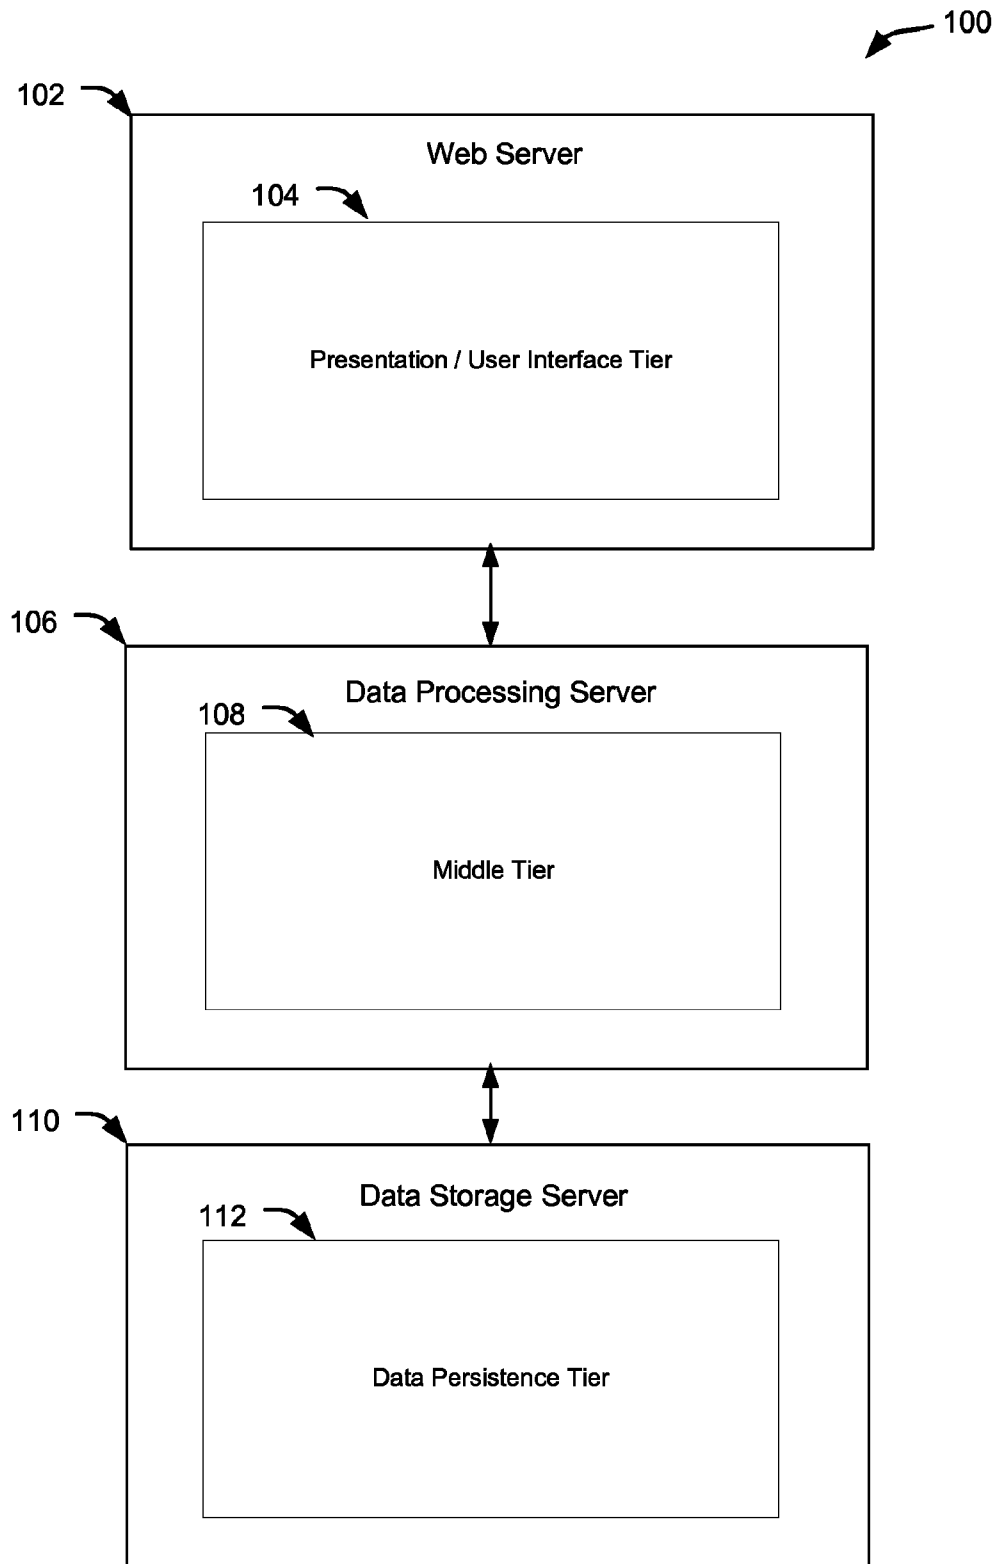 100
102
Web Server
104
Presentation / User Interface Tier
106
Data Processing Server
108
Middle Tier
110
Data Storage Server
112
Data Persistence Tier